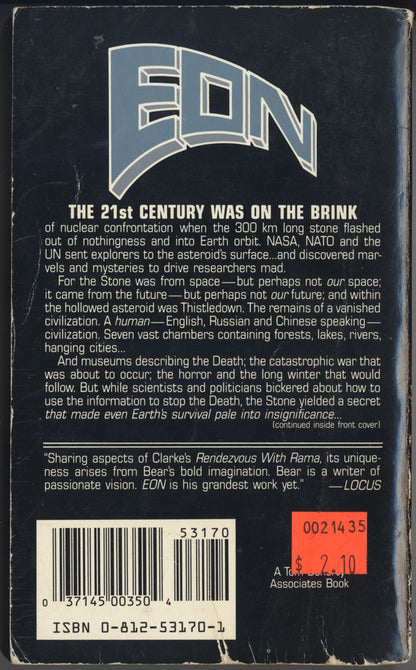 EON
THE 21st CENTURY WAS ON THE BRINK
of nuclear confrontation when the 300 km long stone flashed
out of nothingness and into Earth orbit. NASA, NATO and the
UN sent explorers to the asteroid's surface...and discovered mar-
vels and mysteries to drive researchers mad.
For the Stone was from space—but perhaps not our space;
it came from the future—but perhaps not our future; and within
the hollowed asteroid was Thistledown. The remains of a vanished
civilization. A human—English, Russian and Chinese speaking—
civilization. Seven vast chambers containing forests, lakes, rivers,
hanging cities...
And museums describing the Death; the catastrophic war that
was about to occur; the horror and the long winter that would
follow. But while scientists and politicians bickered about how to
use the information to stop the Death, the Stone yielded a secret
that made even Earth's survival pale into insignificance...
(continued inside front cover)
"Sharing aspects of Clarke's Rendezvous With Rama, its unique-
ness arises from Bear's bold imagination. Bear is a writer of
passionate vision. EON is his grandest work yet." —LOCUS
53170
0 37145 00350 4
ISBN 0-812-53170-1
0021435
$ 2.10
A
Associates Book